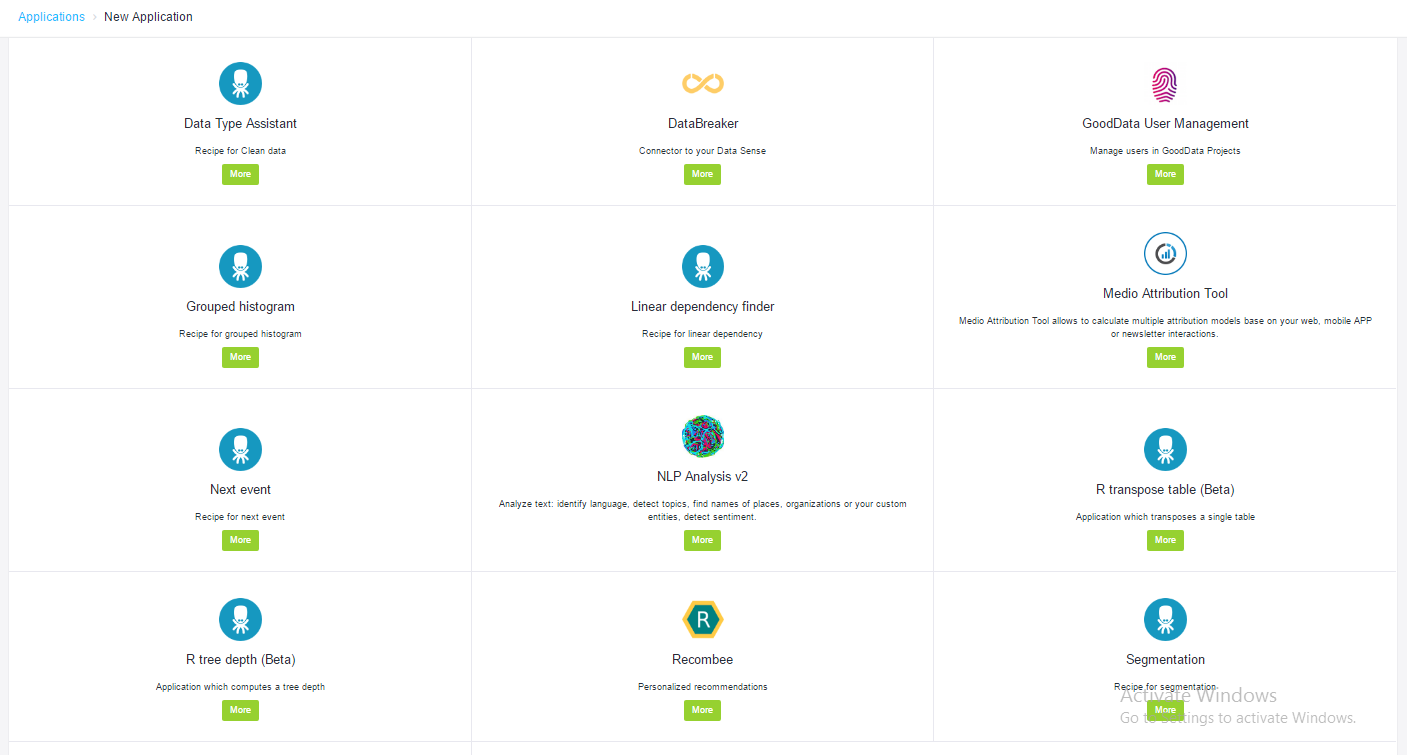 Applications › New Application
Data Type Assistant
Recipe for Clean data
More
DataBreaker
Connector to your Data Sense
More
GoodData User Management
Manage users in GoodData Projects
More
Grouped histogram
Recipe for grouped histogram
More
Linear dependency finder
Recipe for linear dependency
More
Medio Attribution Tool
Medio Attribution Tool allows to calculate multiple attribution models base on your web, mobile APP
or newsletter interactions.
More
Next event
Recipe for next event
More
NLP Analysis v2
Analyze text: identify language, detect topics, find names of places, organizations or your custom
entities, detect sentiment.
More
R transpose table (Beta)
Application which transposes a single table
More
R tree depth (Beta)
Application which computes a tree depth
More
R
Recombee
Personalized recommendations
More
Segmentation
Recipe for segmentation
More
Activate Windows
Go to Settings to activate Windows.